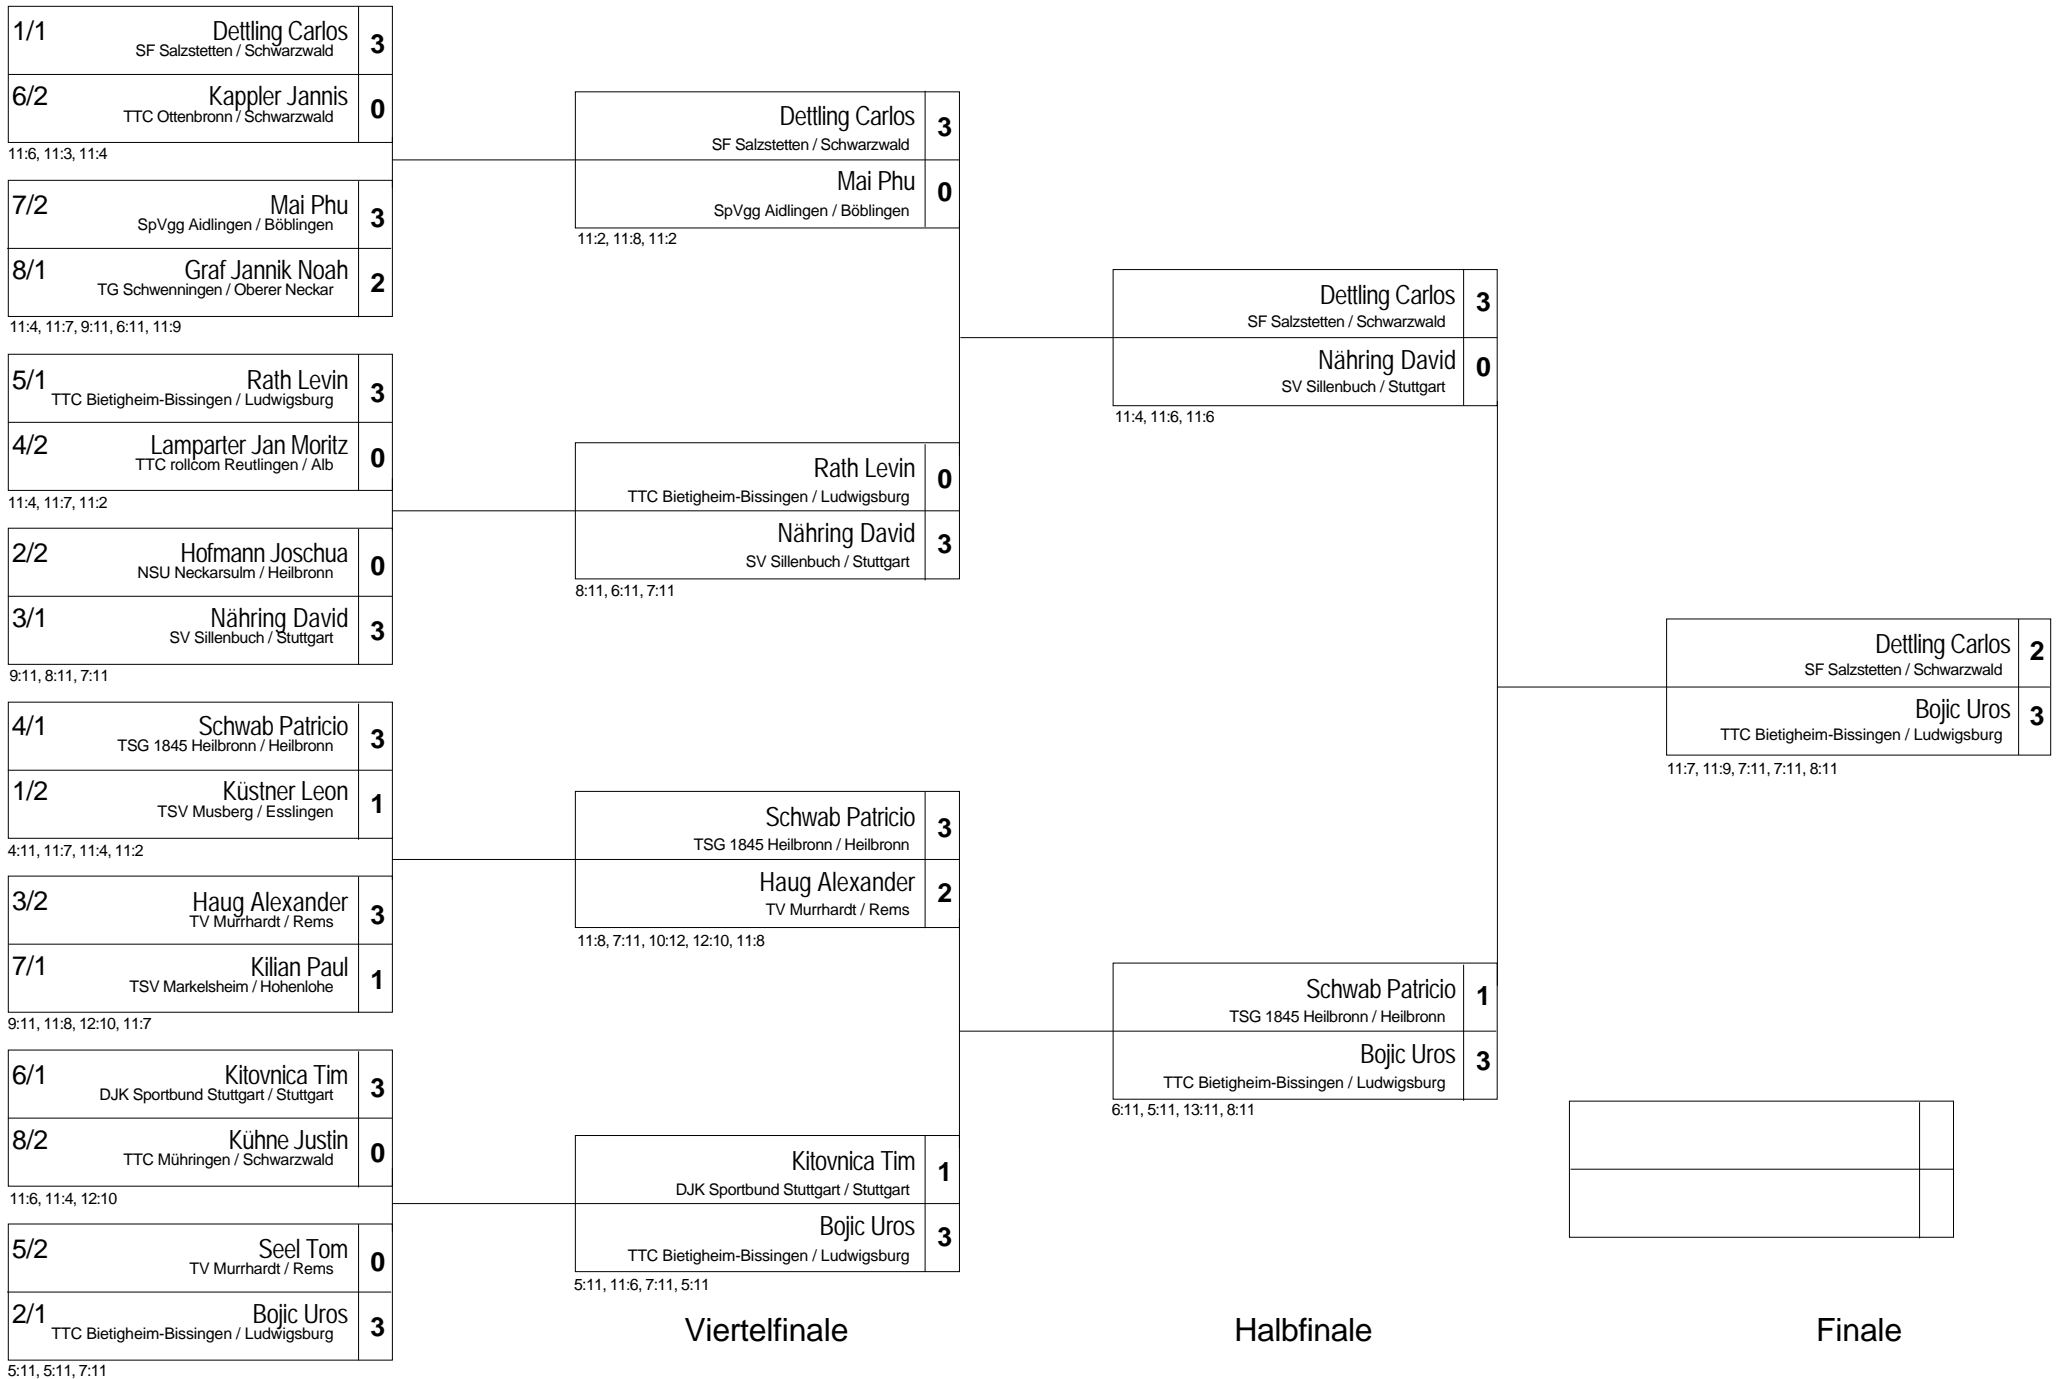 1/1 Dettling Carlos 3
SF Salzstetten / Schwarzwald
6/2 Kappler Jannis 0
TTC Ottenbronn / Schwarzwald
11:6, 11:3, 11:4
7/2 Mai Phu 3
SpVgg Aidlingen / Böblingen
8/1 Graf Jannik Noah 2
TG Schwenningen / Oberer Neckar
11:4, 11:7, 9:11, 6:11, 11:9
5/1 Rath Levin 3
TTC Bietigheim-Bissingen / Ludwigsburg
4/2 Lamparter Jan Moritz 0
TTC rollcom Reutlingen / Alb
11:4, 11:7, 11:2
2/2 Hofmann Joschua 0
NSU Neckarsulm / Heilbronn
3/1 Nähring David 3
SV Sillenbuch / Stuttgart
9:11, 8:11, 7:11
4/1 Schwab Patricio 3
TSG 1845 Heilbronn / Heilbronn
1/2 Küstner Leon 1
TSV Musberg / Esslingen
4:11, 11:7, 11:4, 11:2
3/2 Haug Alexander 3
TV Murrhardt / Rems
7/1 Kilian Paul 1
TSV Markelsheim / Hohenlohe
9:11, 11:8, 12:10, 11:7
6/1 Kitovnica Tim 3
DJK Sportbund Stuttgart / Stuttgart
8/2 Kühne Justin 0
TTC Mühringen / Schwarzwald
11:6, 11:4, 12:10
5/2 Seel Tom 0
TV Murrhardt / Rems
2/1 Bojic Uros 3
TTC Bietigheim-Bissingen / Ludwigsburg
5:11, 5:11, 7:11
Dettling Carlos 3
SF Salzstetten / Schwarzwald
Mai Phu 0
SpVgg Aidlingen / Böblingen
11:2, 11:8, 11:2
Rath Levin 0
TTC Bietigheim-Bissingen / Ludwigsburg
Nähring David 3
SV Sillenbuch / Stuttgart
8:11, 6:11, 7:11
Schwab Patricio 3
TSG 1845 Heilbronn / Heilbronn
Haug Alexander 2
TV Murrhardt / Rems
11:8, 7:11, 10:12, 12:10, 11:8
Kitovnica Tim 1
DJK Sportbund Stuttgart / Stuttgart
Bojic Uros 3
TTC Bietigheim-Bissingen / Ludwigsburg
5:11, 11:6, 7:11, 5:11
Viertelfinale
Dettling Carlos 3
SF Salzstetten / Schwarzwald
Nähring David 0
SV Sillenbuch / Stuttgart
11:4, 11:6, 11:6
Schwab Patricio 1
TSG 1845 Heilbronn / Heilbronn
Bojic Uros 3
TTC Bietigheim-Bissingen / Ludwigsburg
6:11, 5:11, 13:11, 8:11
Halbfinale
Dettling Carlos 2
SF Salzstetten / Schwarzwald
Bojic Uros 3
TTC Bietigheim-Bissingen / Ludwigsburg
11:7, 11:9, 7:11, 7:11, 8:11
Finale